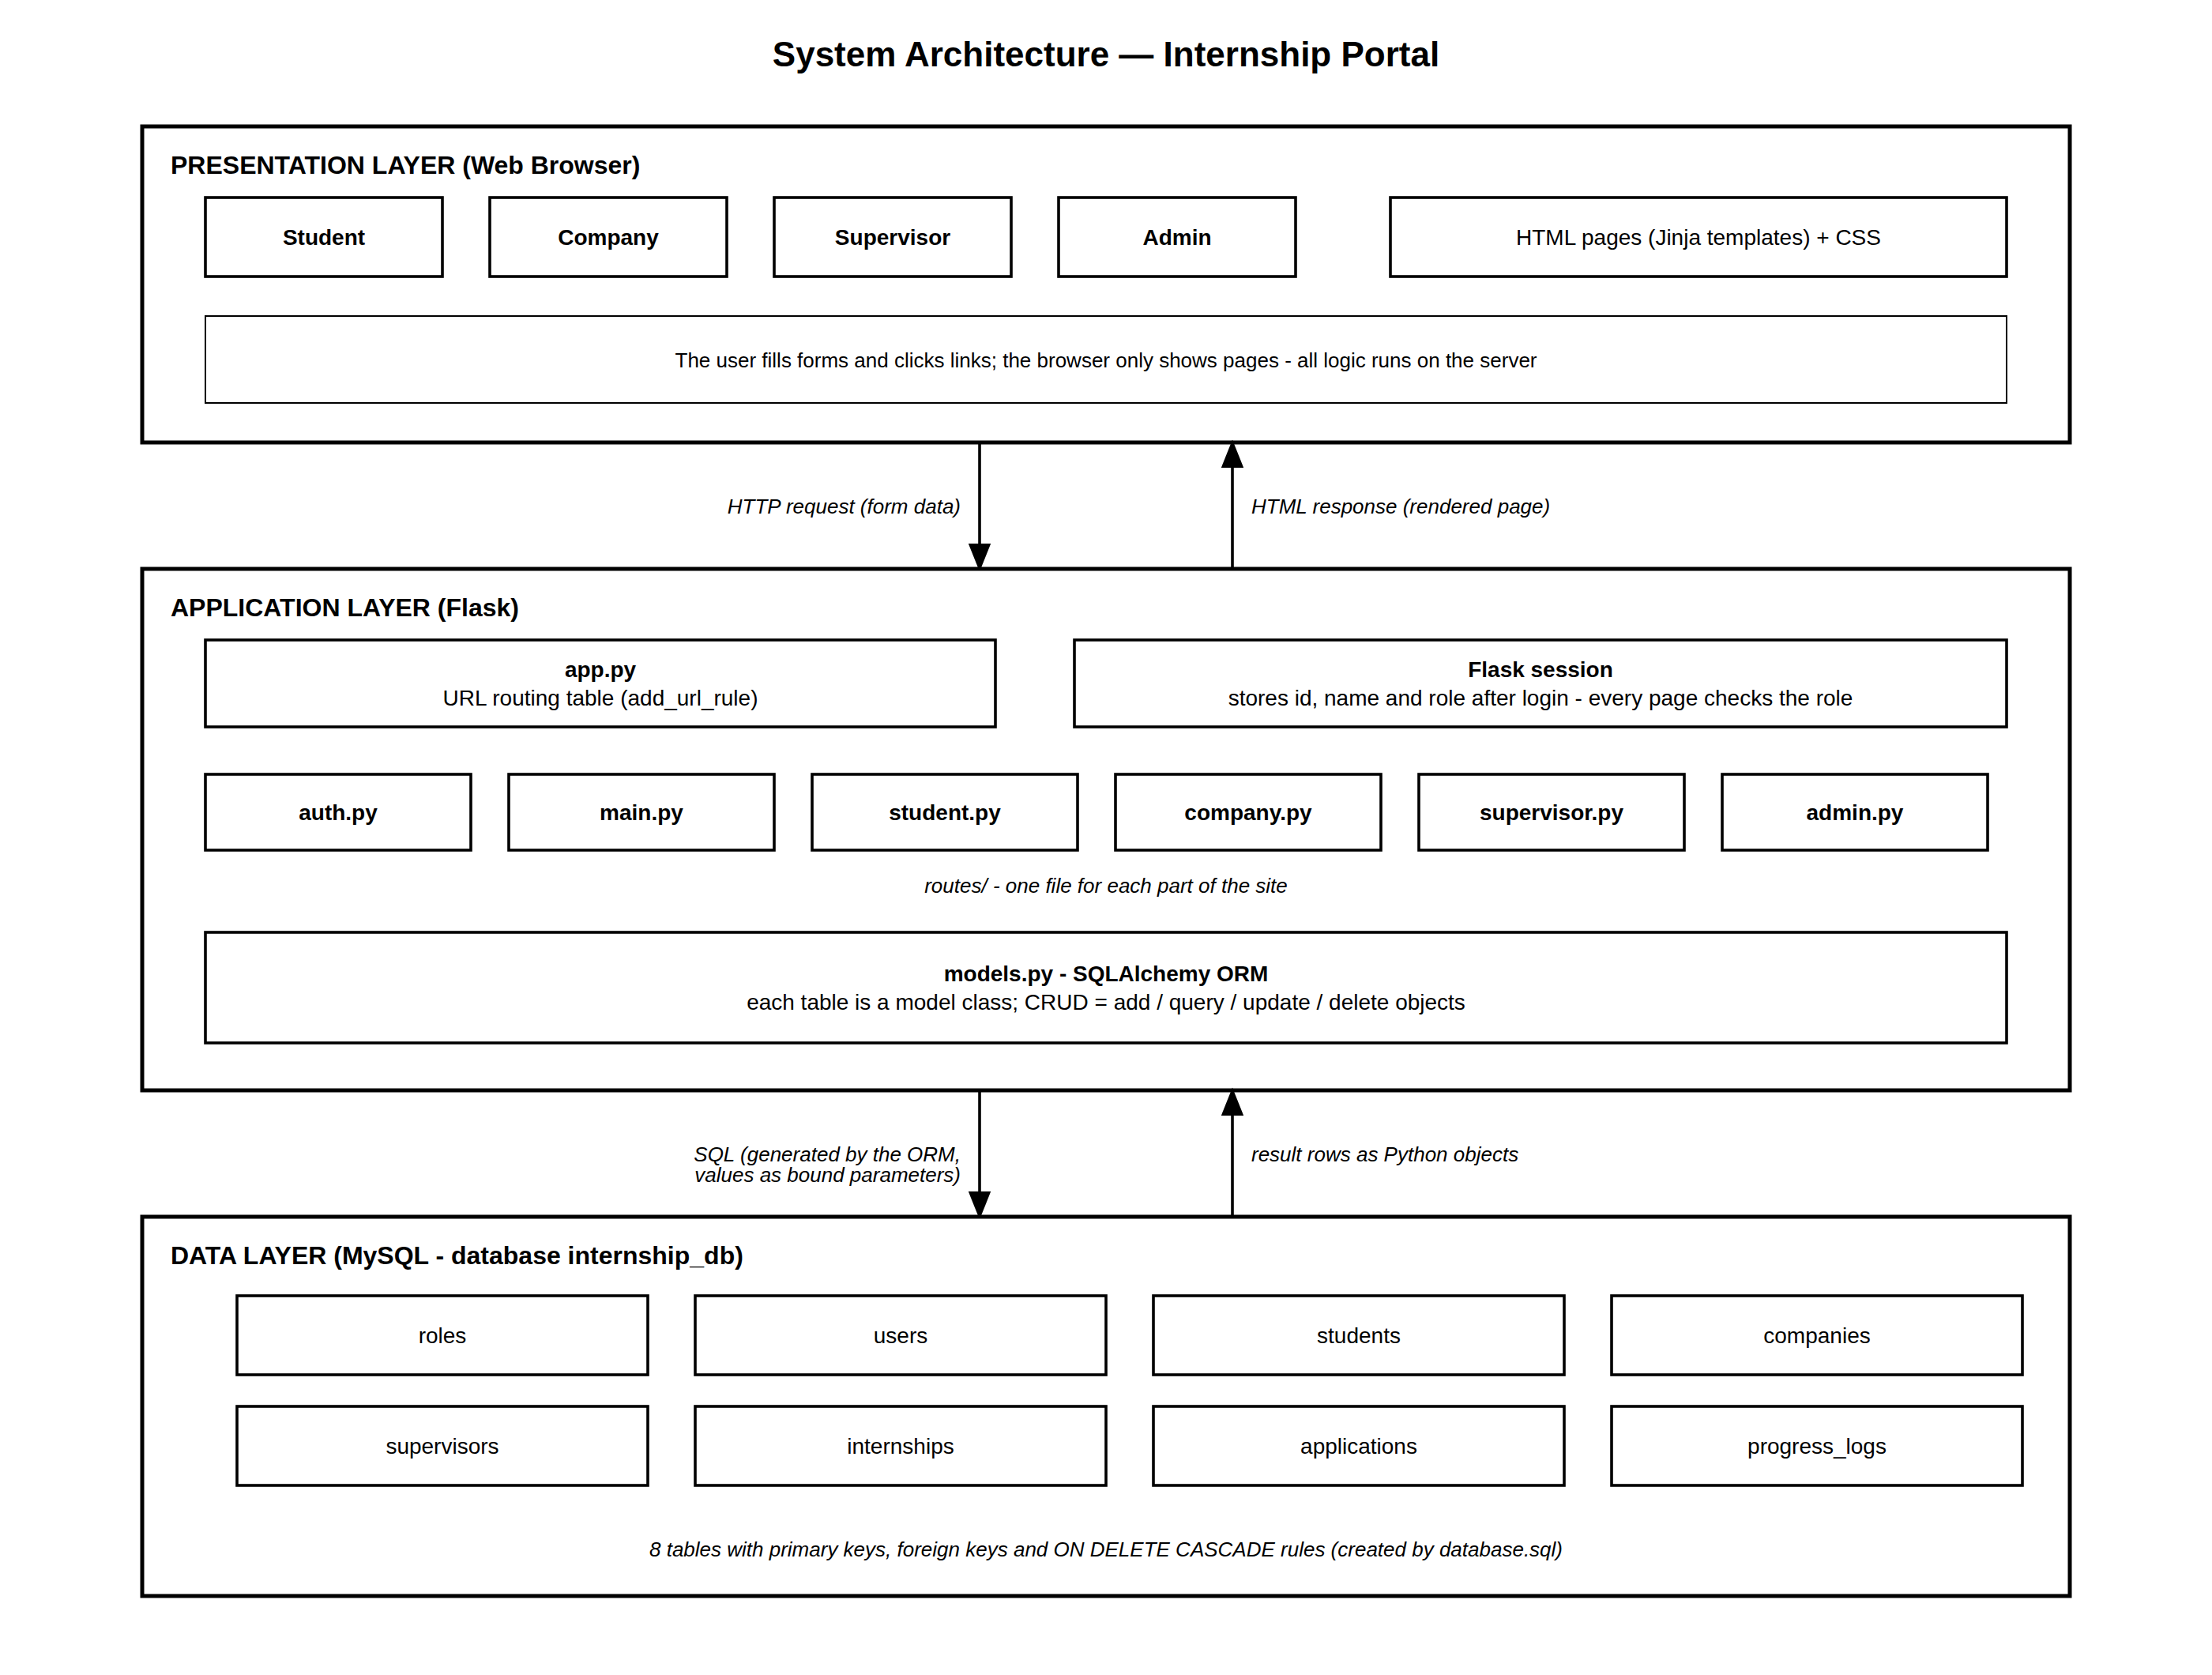 System Architecture — Internship Portal
PRESENTATION LAYER (Web Browser)
Student
Company
Supervisor
Admin
HTML pages (Jinja templates) + CSS
The user fills forms and clicks links; the browser only shows pages - all logic runs on the server
HTTP request (form data)
HTML response (rendered page)
APPLICATION LAYER (Flask)
app.py
URL routing table (add_url_rule)
Flask session
stores id, name and role after login - every page checks the role
auth.py
main.py
student.py
company.py
supervisor.py
admin.py
routes/ - one file for each part of the site
models.py - SQLAlchemy ORM
each table is a model class; CRUD = add / query / update / delete objects
SQL (generated by the ORM,
values as bound parameters)
result rows as Python objects
DATA LAYER (MySQL - database internship_db)
roles
users
students
companies
supervisors
internships
applications
progress_logs
8 tables with primary keys, foreign keys and ON DELETE CASCADE rules (created by database.sql)